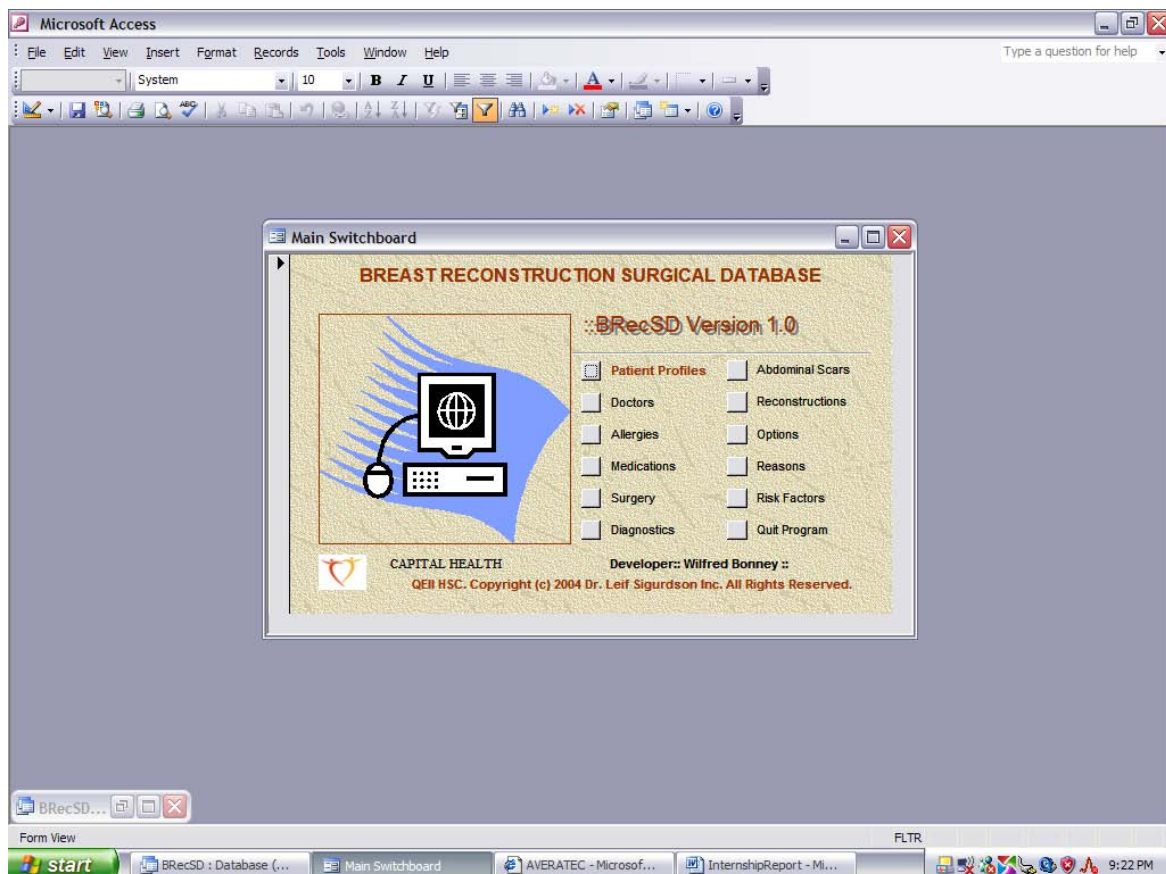 Microsoft Access
File Edit View Insert Format Records Tools Window Help Type a question for help
System 10 B I U A
ABC
Main Switchboard
BREAST RECONSTRUCTION SURGICAL DATABASE
::BRecSD Version 1.0
Patient Profiles Abdominal Scars
Doctors Reconstructions
Allergies Options
Medications Reasons
Surgery Risk Factors
Diagnostics Quit Program
CAPITAL HEALTH Developer:: Wilfred Bonney ::
QEII HSC. Copyright (c) 2004 Dr. Leif Sigurdson Inc. All Rights Reserved.
BRecSD...
Form View FLTR
start BRecSD : Database (... Main Switchboard AVERATEC - Microsof... InternshipReport - Mi... 9:22 PM